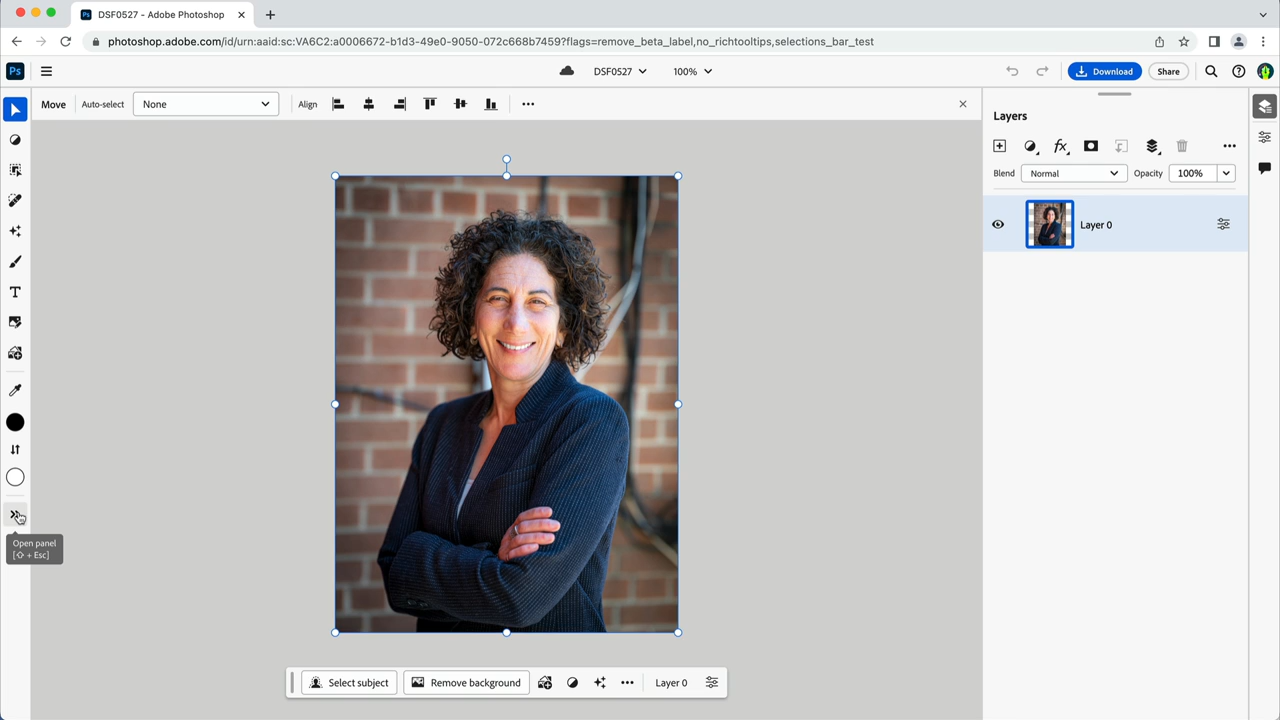 DSF0527 - Adobe Photoshop
photoshop.adobe.com/id/urn:aaid:sc:VA6C2:a0006672-b1d3-49e0-9050-072c668b7459?flags=remove_beta_label,no_richtooltips,selections_bar_test
Ps DSF0527 100% Download Share
Move Auto-select None Align
Layers
fx
Blend Normal Opacity 100%
Layer 0
T
Open panel
[⇧ + Esc]
Select subject Remove background Layer 0